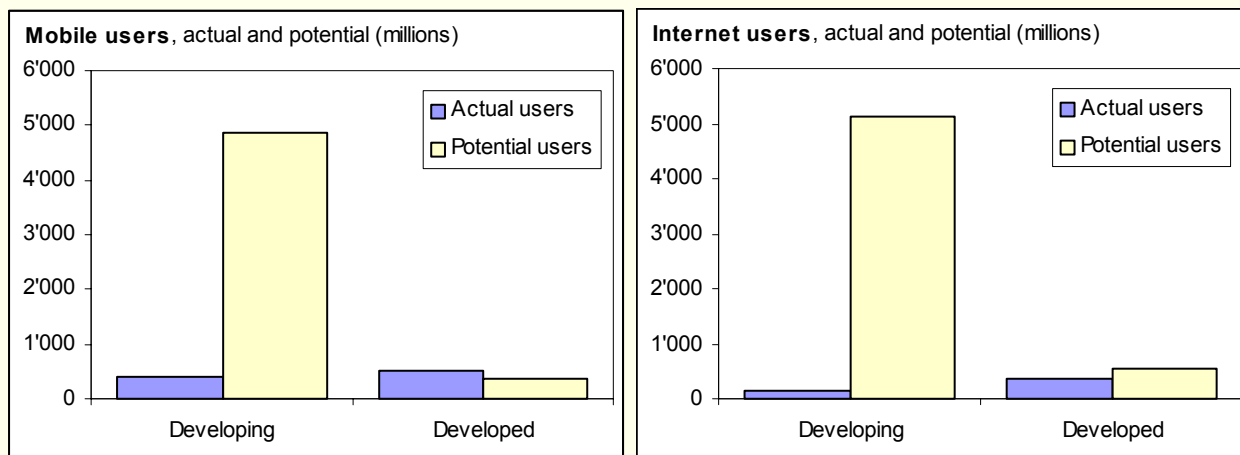 Mobile users, actual and potential (millions)
6'000
5'000
4'000
3'000
2'000
1'000
0
Actual users
Potential users
Developing
Developed
Internet users, actual and potential (millions)
6'000
5'000
4'000
3'000
2'000
1'000
0
Actual users
Potential users
Developing
Developed